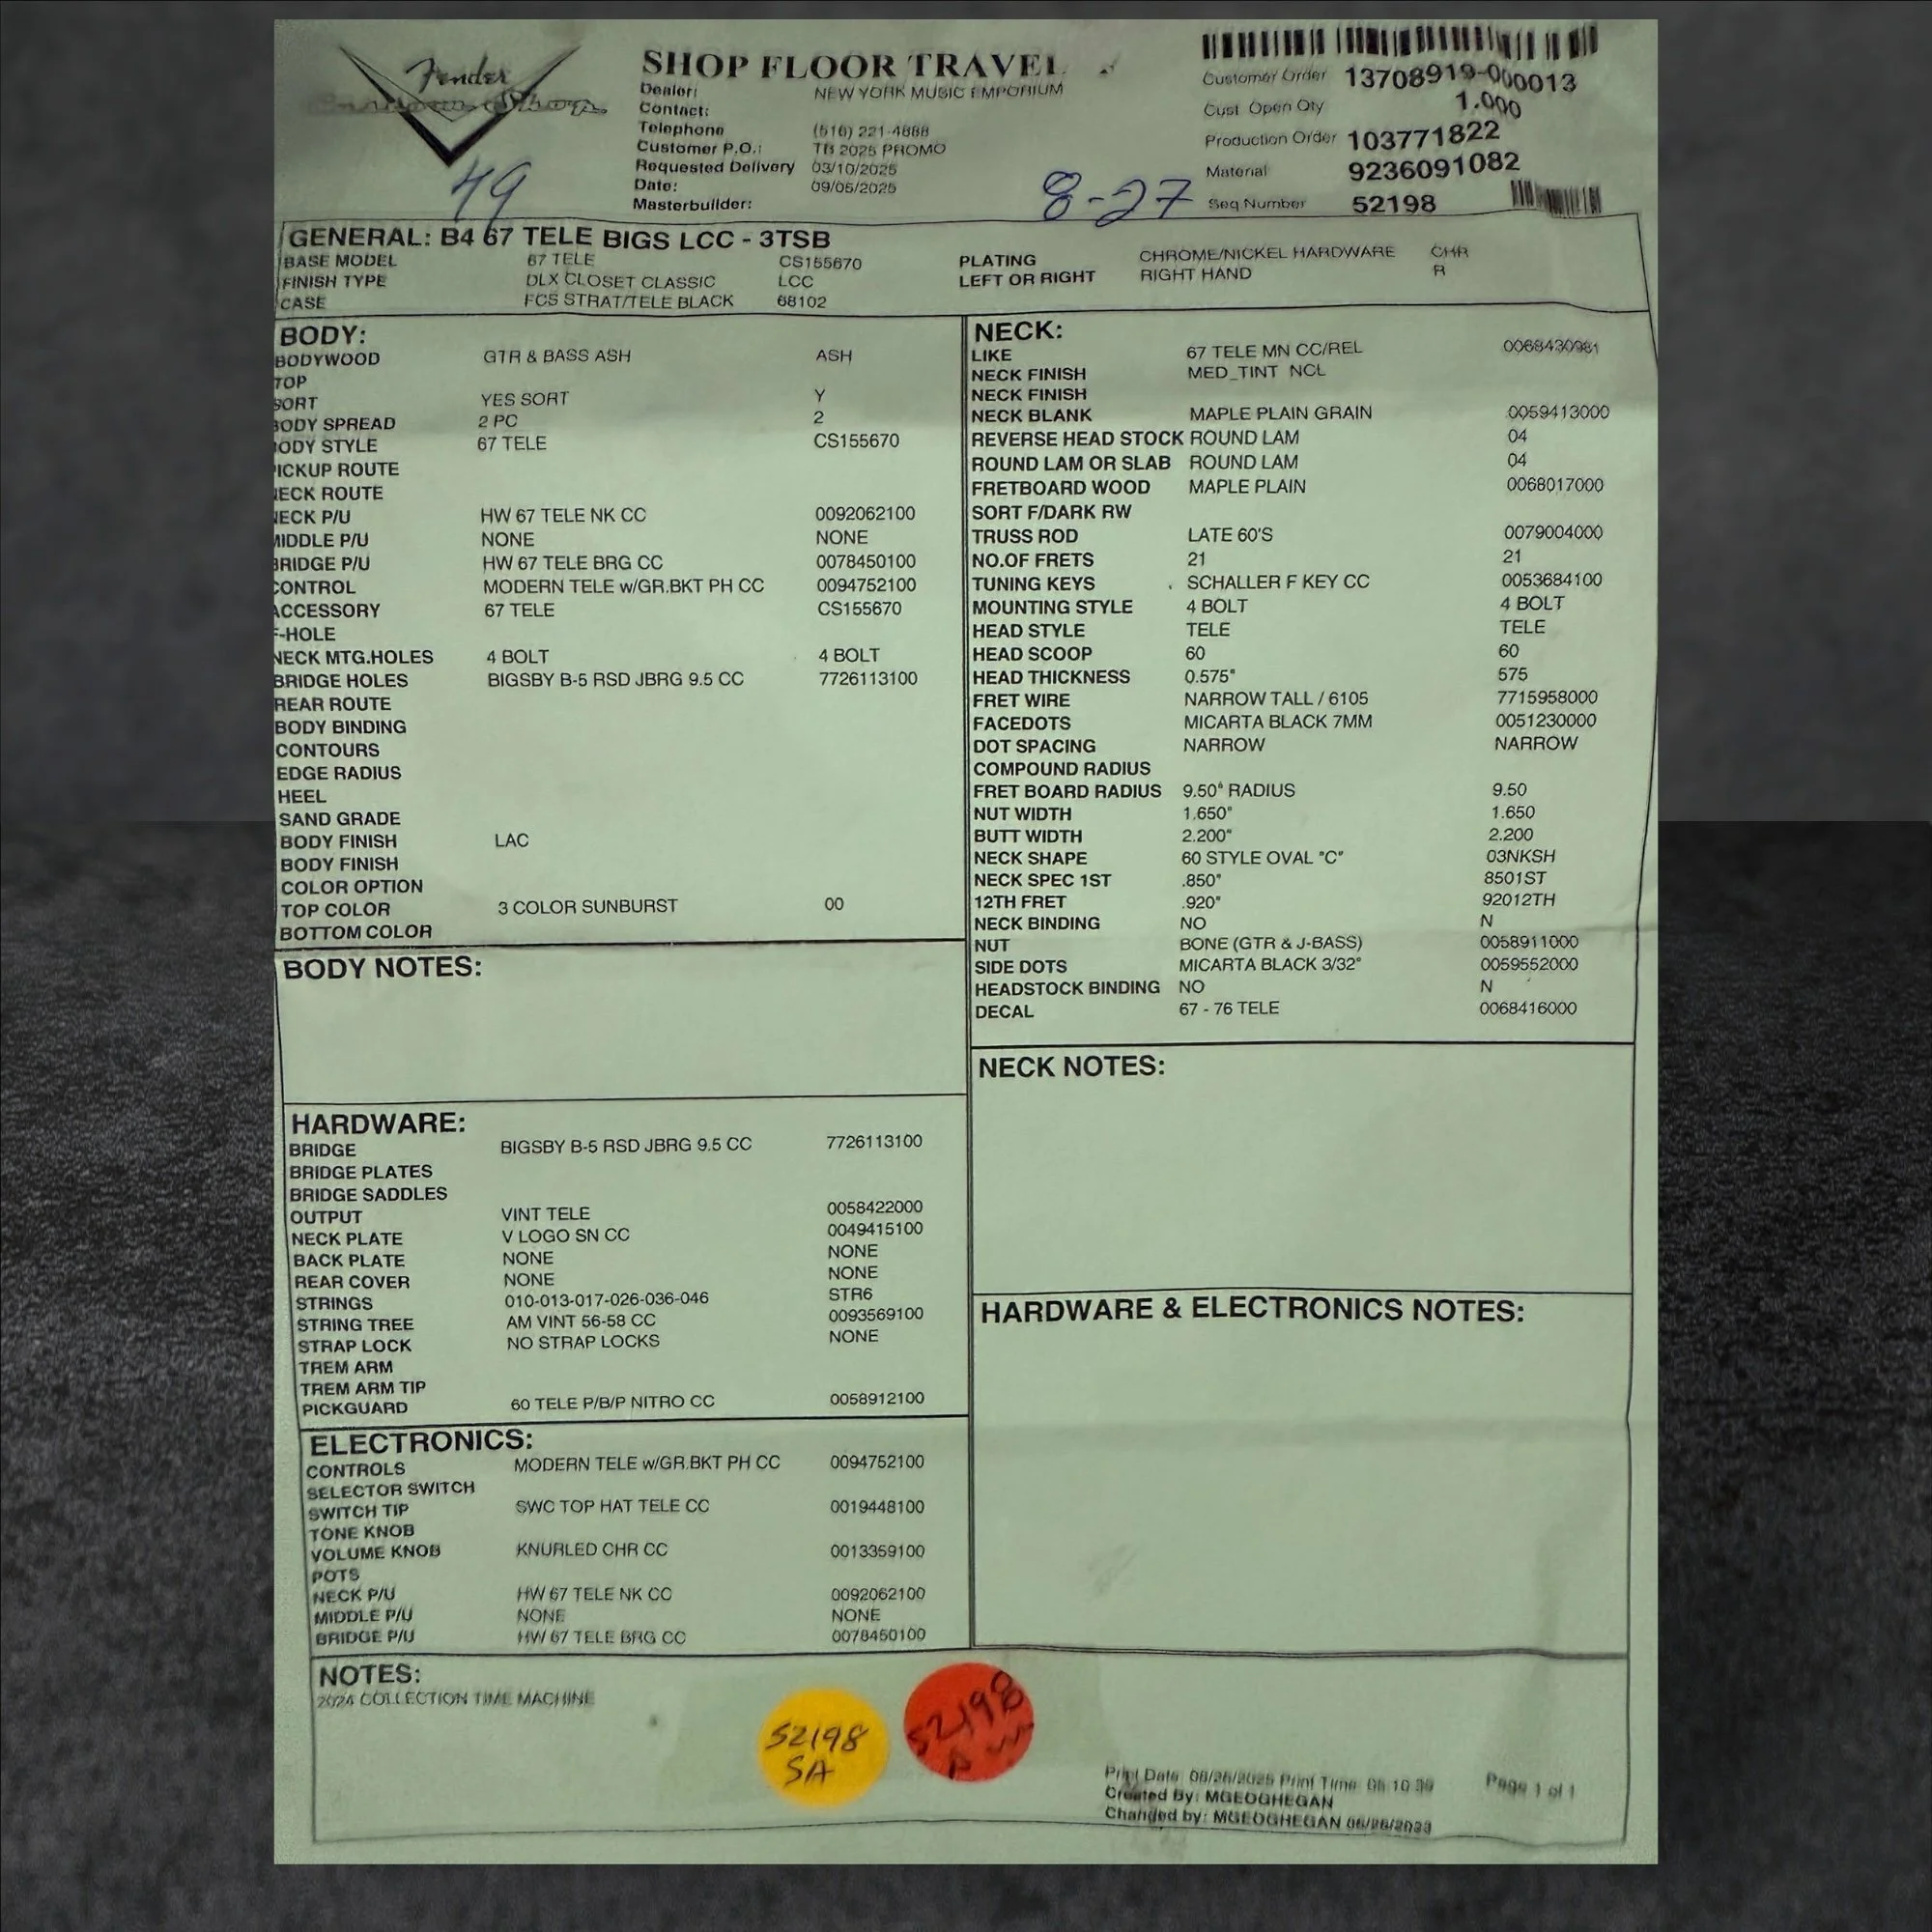 Fender
SHOP FLOOR TRAVEL
Dealer: NEW YORK MUSIC EMPORIUM
Contact:
Telephone (516) 221-4888
Customer P.O.: TB 2025 PROMO
Requested Delivery 03/10/2025
Date: 09/05/2025
Masterbuilder:
Customer Order 13708919-000013
Cust Open Qty 1.000
Production Order 103771822
Material 9236091082
Seq Number 52198
49
8-27
GENERAL: B4 67 TELE BIGS LCC - 3TSB
BASE MODEL 67 TELE CS155670
FINISH TYPE DLX CLOSET CLASSIC LCC
CASE FCS STRAT/TELE BLACK 68102
PLATING CHROME/NICKEL HARDWARE CHR
LEFT OR RIGHT RIGHT HAND R
BODY:
BODYWOOD GTR & BASS ASH ASH
TOP
SORT YES SORT Y
BODY SPREAD 2 PC 2
ODY STYLE 67 TELE CS155670
ICKUP ROUTE
NECK ROUTE
NECK P/U HW 67 TELE NK CC 0092062100
MIDDLE P/U NONE NONE
BRIDGE P/U HW 67 TELE BRG CC 0078450100
CONTROL MODERN TELE w/GR.BKT PH CC 0094752100
ACCESSORY 67 TELE CS155670
F-HOLE
NECK MTG.HOLES 4 BOLT 4 BOLT
BRIDGE HOLES BIGSBY B-5 RSD JBRG 9.5 CC 7726113100
REAR ROUTE
BODY BINDING
CONTOURS
EDGE RADIUS
HEEL
SAND GRADE
BODY FINISH LAC
BODY FINISH
COLOR OPTION
TOP COLOR 3 COLOR SUNBURST 00
BOTTOM COLOR
BODY NOTES:
HARDWARE:
BRIDGE BIGSBY B-5 RSD JBRG 9.5 CC 7726113100
BRIDGE PLATES
BRIDGE SADDLES
OUTPUT VINT TELE 0058422000
NECK PLATE V LOGO SN CC 0049415100
BACK PLATE NONE NONE
REAR COVER NONE NONE
STRINGS 010-013-017-026-036-046 STR6
STRING TREE AM VINT 56-58 CC 0093569100
STRAP LOCK NO STRAP LOCKS NONE
TREM ARM
TREM ARM TIP
PICKGUARD 60 TELE P/B/P NITRO CC 0058912100
ELECTRONICS:
CONTROLS MODERN TELE w/GR.BKT PH CC 0094752100
SELECTOR SWITCH
SWITCH TIP SWC TOP HAT TELE CC 0019448100
TONE KNOB
VOLUME KNOB KNURLED CHR CC 0013359100
POTS
NECK P/U HW 67 TELE NK CC 0092062100
MIDDLE P/U NONE NONE
BRIDGE P/U HW 67 TELE BRG CC 0078450100
NECK:
LIKE 67 TELE MN CC/REL 0068430981
NECK FINISH MED_TINT NCL
NECK FINISH
NECK BLANK MAPLE PLAIN GRAIN 0059413000
REVERSE HEAD STOCK ROUND LAM 04
ROUND LAM OR SLAB ROUND LAM 04
FRETBOARD WOOD MAPLE PLAIN 0068017000
SORT F/DARK RW
TRUSS ROD LATE 60'S 0079004000
NO.OF FRETS 21 21
TUNING KEYS SCHALLER F KEY CC 0053684100
MOUNTING STYLE 4 BOLT 4 BOLT
HEAD STYLE TELE TELE
HEAD SCOOP 60 60
HEAD THICKNESS 0.575" 575
FRET WIRE NARROW TALL / 6105 7715958000
FACEDOTS MICARTA BLACK 7MM 0051230000
DOT SPACING NARROW NARROW
COMPOUND RADIUS
FRET BOARD RADIUS 9.50" RADIUS 9.50
NUT WIDTH 1.650" 1.650
BUTT WIDTH 2.200" 2.200
NECK SHAPE 60 STYLE OVAL "C" 03NKSH
NECK SPEC 1ST .850" 8501ST
12TH FRET .920" 92012TH
NECK BINDING NO N
NUT BONE (GTR & J-BASS) 0058911000
SIDE DOTS MICARTA BLACK 3/32" 0059552000
HEADSTOCK BINDING NO N
DECAL 67 - 76 TELE 0068416000
NECK NOTES:
HARDWARE & ELECTRONICS NOTES:
NOTES:
2024 COLLECTION TIME MACHINE
52198
SA
52198
Print Date Print Time Page 1 of 1
Created By: MGEOGHEGAN
Changed by: MGEOGHEGAN